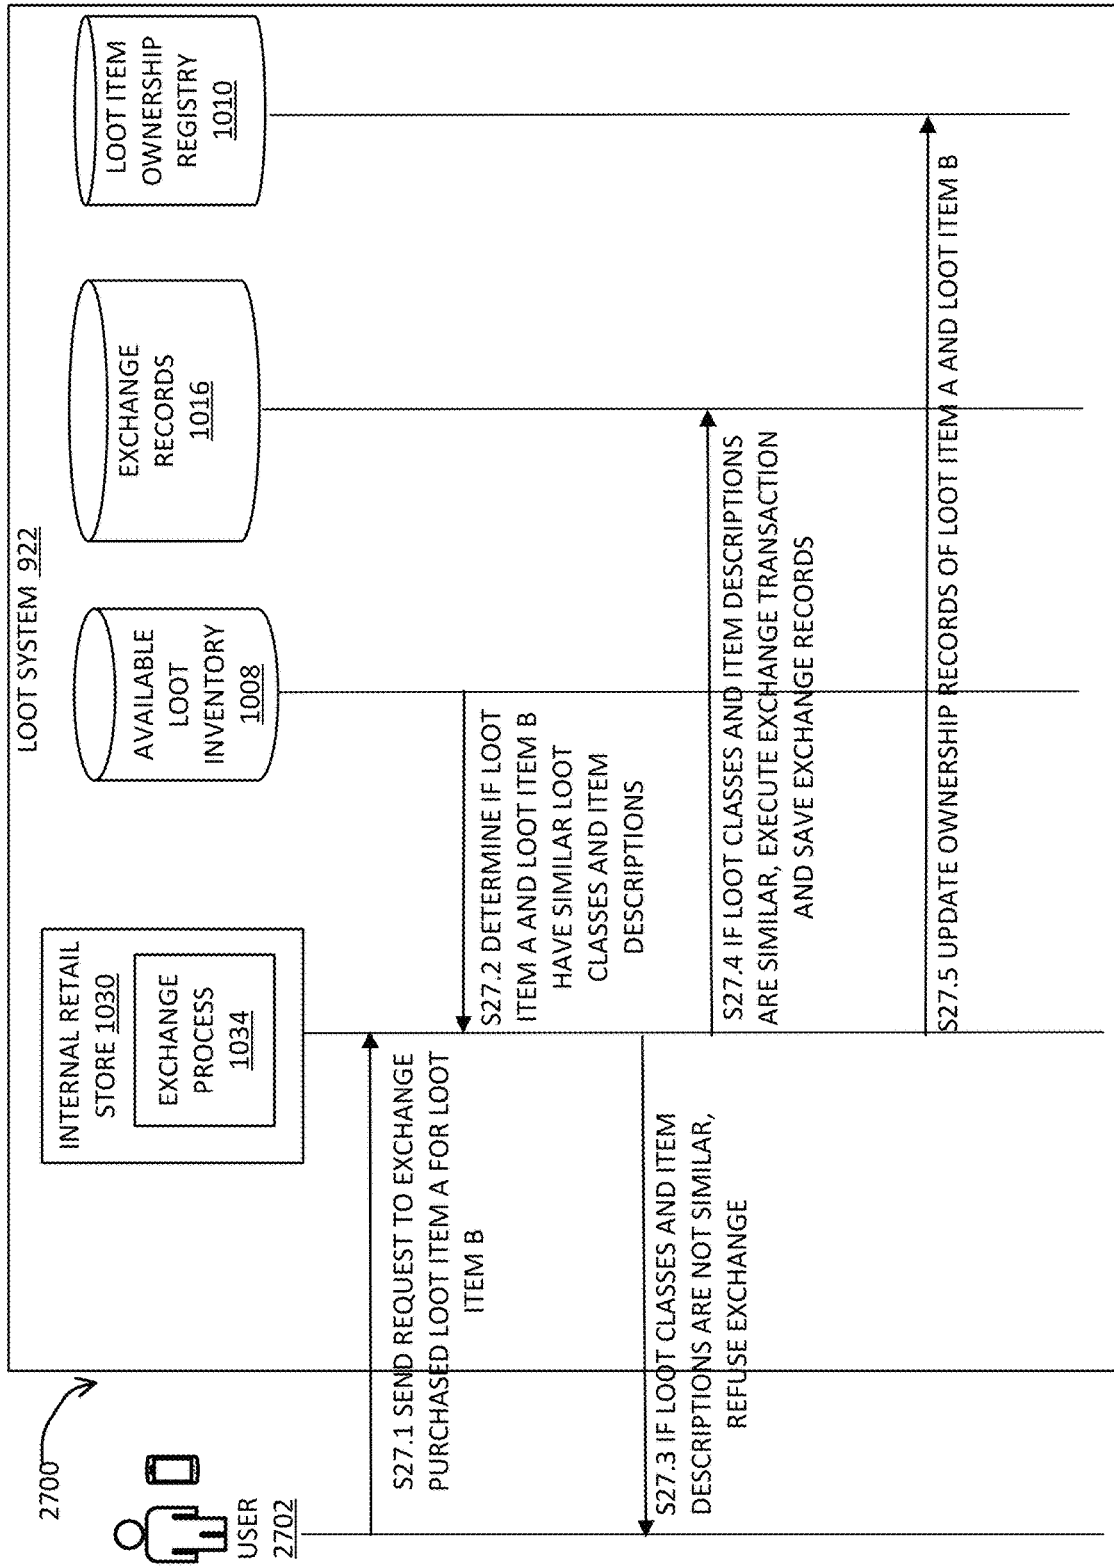 2700
LOOT SYSTEM 922
USER
2702
INTERNAL RETAIL
STORE 1030
EXCHANGE
PROCESS
1034
AVAILABLE
LOOT
INVENTORY
1008
EXCHANGE
RECORDS
1016
LOOT ITEM
OWNERSHIP
REGISTRY
1010
S27.1 SEND REQUEST TO EXCHANGE
PURCHASED LOOT ITEM A FOR LOOT
ITEM B
S27.2 DETERMINE IF LOOT
ITEM A AND LOOT ITEM B
HAVE SIMILAR LOOT
CLASSES AND ITEM
DESCRIPTIONS
S27.3 IF LOOT CLASSES AND ITEM
DESCRIPTIONS ARE NOT SIMILAR,
REFUSE EXCHANGE
S27.4 IF LOOT CLASSES AND ITEM DESCRIPTIONS
ARE SIMILAR, EXECUTE EXCHANGE TRANSACTION
AND SAVE EXCHANGE RECORDS
S27.5 UPDATE OWNERSHIP RECORDS OF LOOT ITEM A AND LOOT ITEM B